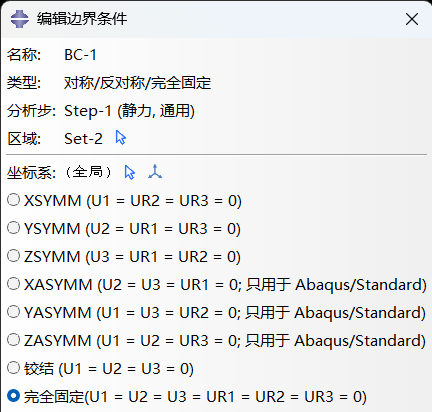 编辑边界条件
名称: BC-1
类型: 对称/反对称/完全固定
分析步: Step-1 (静力, 通用)
区域: Set-2
坐标系: (全局)
XSYMM (U1 = UR2 = UR3 = 0)
YSYMM (U2 = UR1 = UR3 = 0)
ZSYMM (U3 = UR1 = UR2 = 0)
XASYMM (U2 = U3 = UR1 = 0; 只用于 Abaqus/Standard)
YASYMM (U1 = U3 = UR2 = 0; 只用于 Abaqus/Standard)
ZASYMM (U1 = U2 = UR3 = 0; 只用于 Abaqus/Standard)
铰结 (U1 = U2 = U3 = 0)
完全固定(U1 = U2 = U3 = UR1 = UR2 = UR3 = 0)